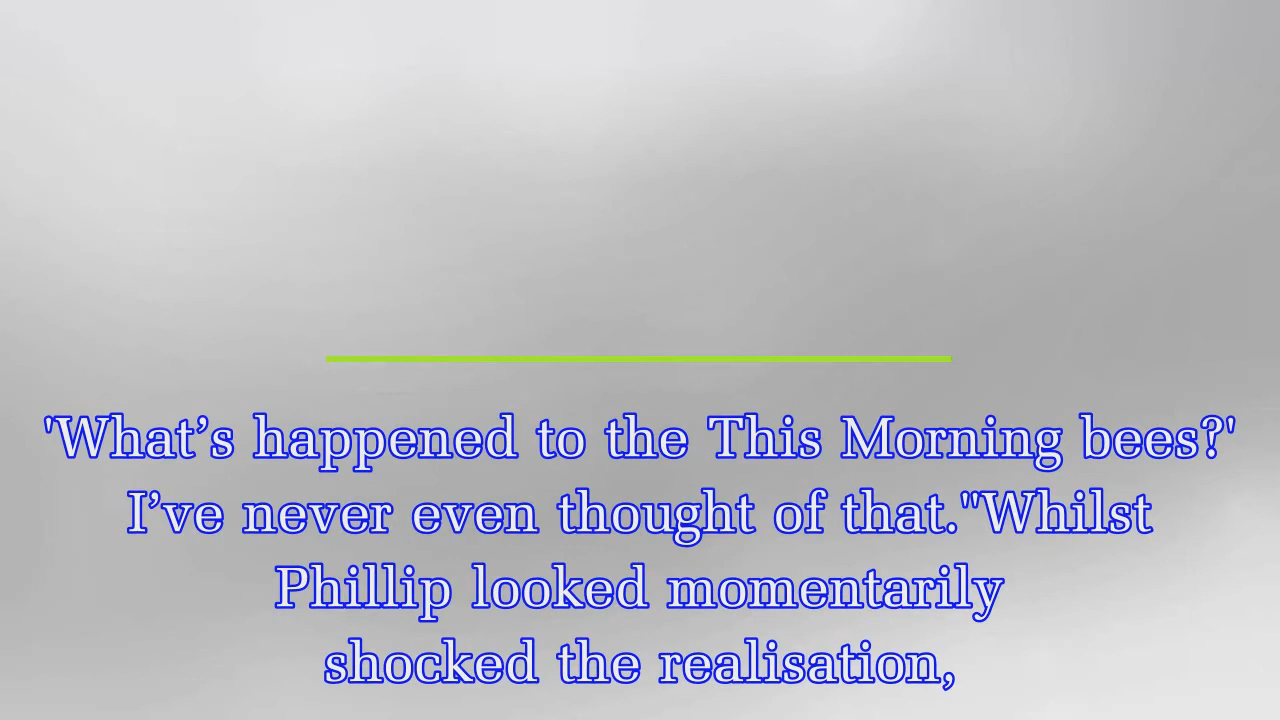 'What’s happened to the This Morning bees?'
I’ve never even thought of that."Whilst
Phillip looked momentarily
shocked the realisation,